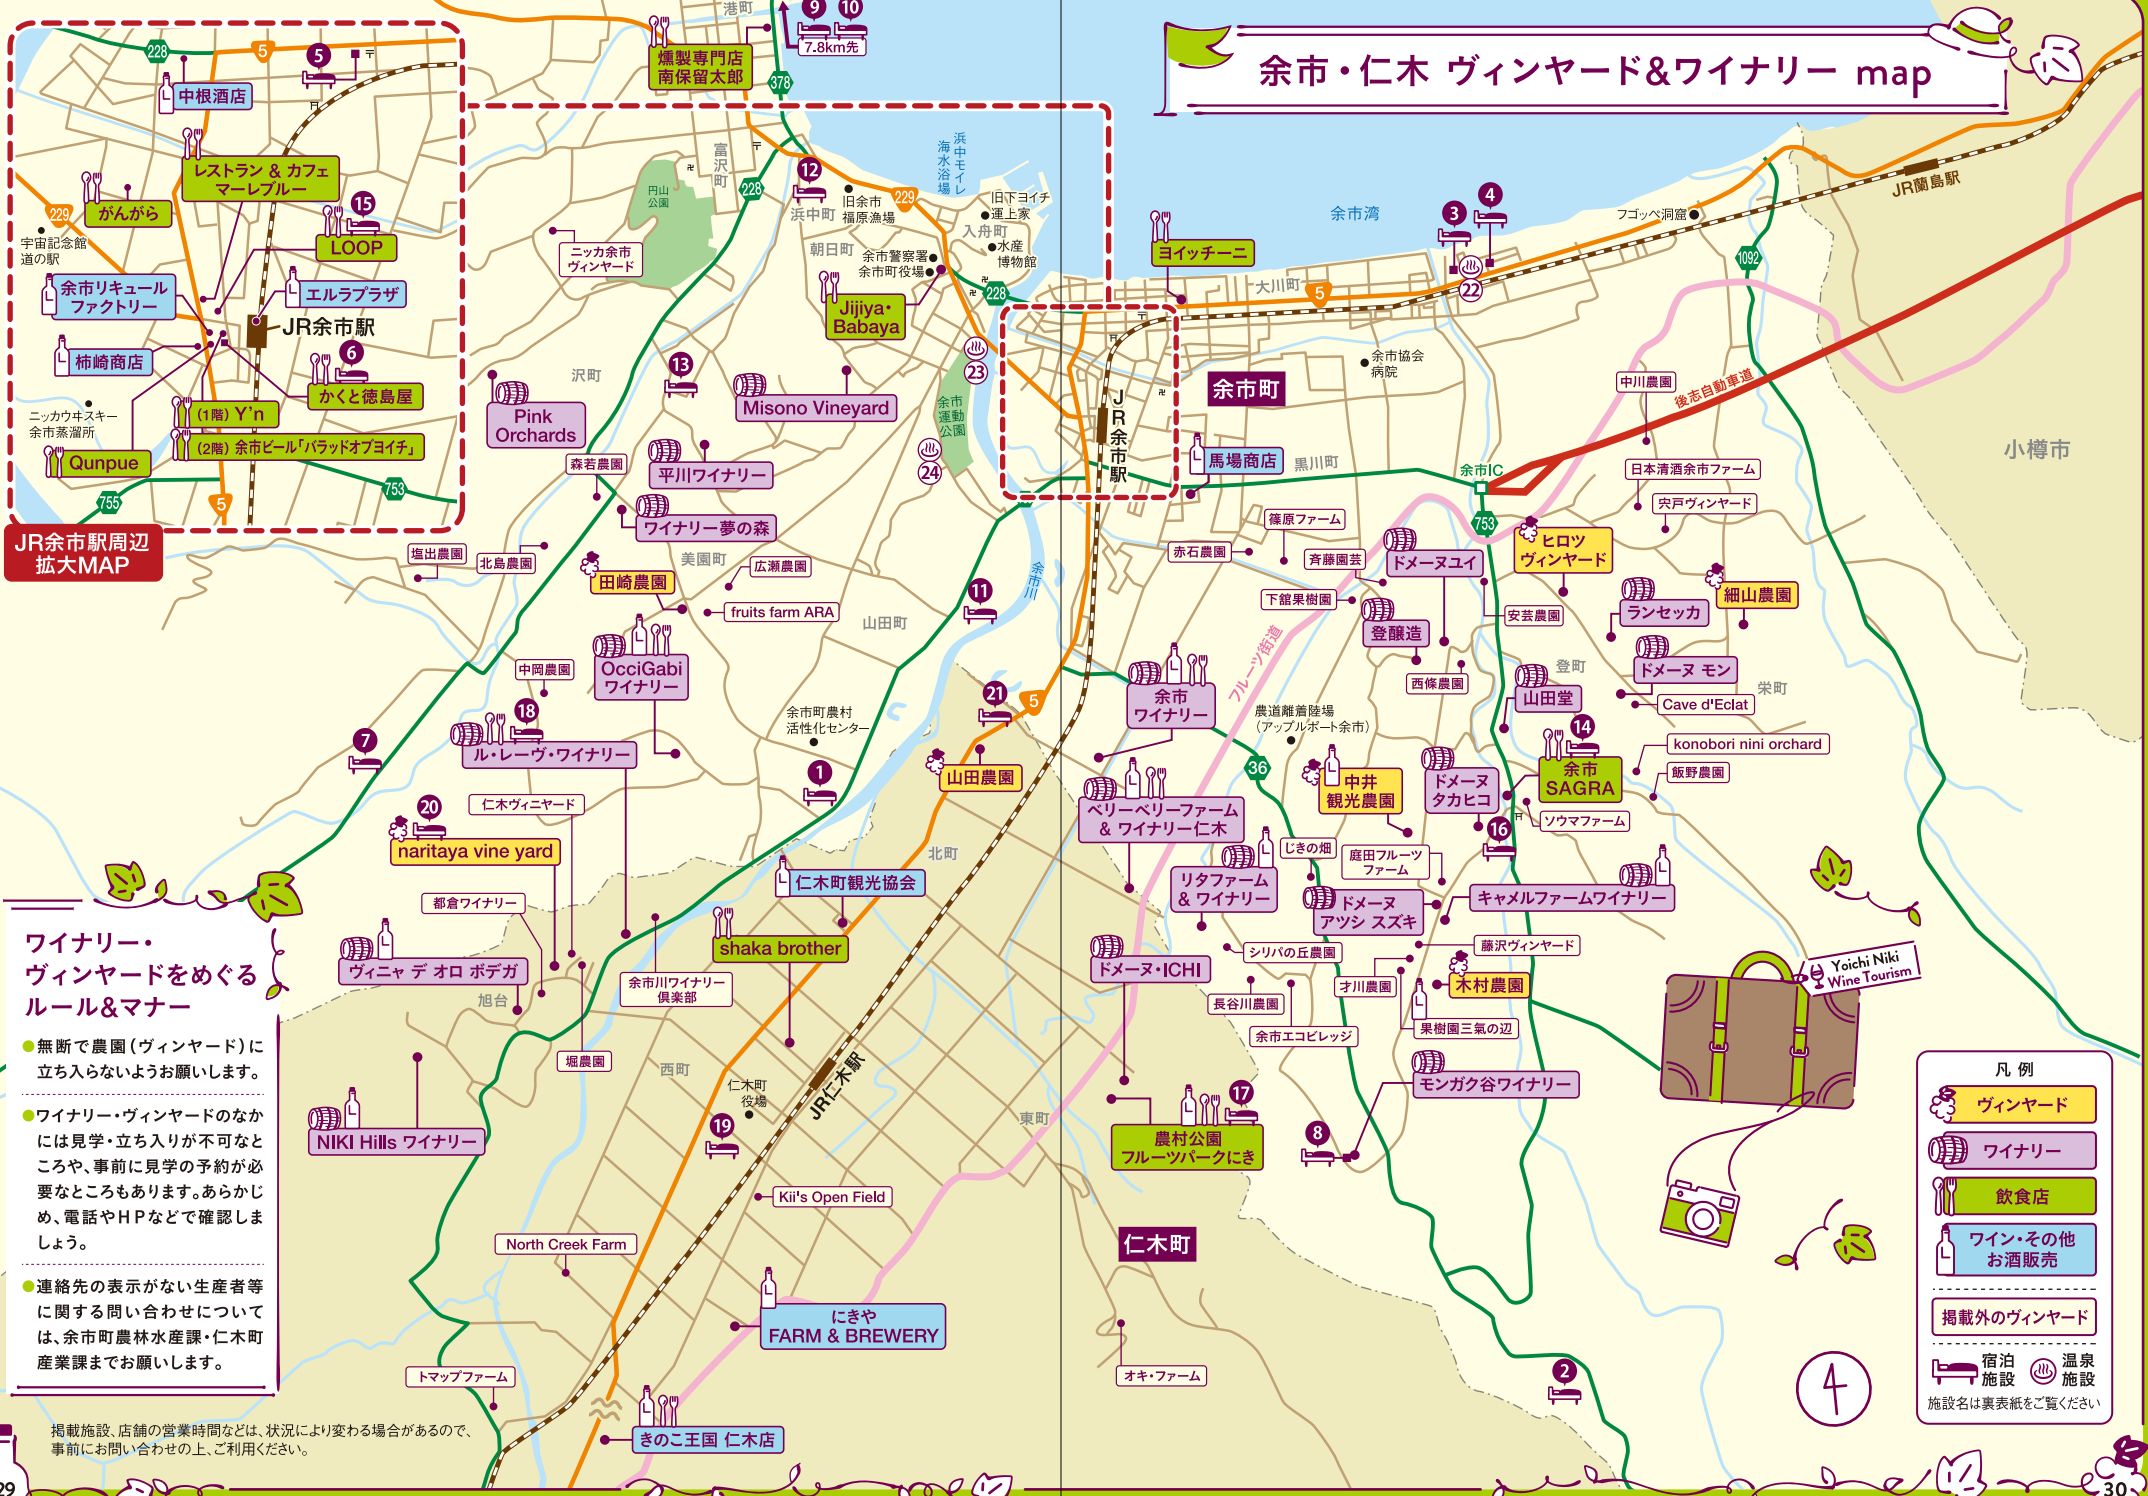 余市・仁木 ヴィンヤード&ワイナリー map
228
5
5
〒
中根酒店
レストラン & カフェ
マーレブルー
がんがら
229
宇宙記念館
道の駅
15
LOOP
余市リキュール
ファクトリー
エルラプラザ
JR余市駅
柿崎商店
6
かくと徳島屋
ニッカウヰスキー
余市蒸溜所
(1階) Y'n
(2階) 余市ビール「バラッドオブヨイチ」
Qunpue
755
5
753
JR余市駅周辺
拡大MAP
港町
9
10
7.8km先
燻製専門店
南保留太郎
378
富沢町
〒
228
円山
公園
12
浜中町
旧余市
福原漁場
229
浜中モイレ
海水浴場
旧下ヨイチ
運上家
入舟町
水産
博物館
朝日町
余市警察署
余市町役場
228
ニッカ余市
ヴィンヤード
Jijiya・
Babaya
23
24
余市
運動
公園
沢町
13
Pink
Orchards
Misono Vineyard
森若農園
平川ワイナリー
ワイナリー夢の森
塩出農園
北島農園
美園町
広瀬農園
田崎農園
fruits farm ARA
山田町
11
余市川
中岡農園
OcciGabi
ワイナリー
18
ル・レーヴ・ワイナリー
余市町農村
活性化センター
7
1
21
5
山田農園
仁木ヴィニヤード
20
naritaya vine yard
北町
仁木町観光協会
都倉ワイナリー
shaka brother
ヴィニャ デ オロ ボデガ
旭台
余市川ワイナリー
倶楽部
堀農園
西町
仁木町
役場
JR仁木駅
NIKI Hills ワイナリー
19
東町
Kii's Open Field
North Creek Farm
にきや
FARM & BREWERY
トマップファーム
きのこ王国 仁木店
余市湾
ヨイッチーニ
3
4
22
大川町
5
フゴッペ洞窟
JR蘭島駅
1092
余市協会
病院
余市町
JR余市駅
〒
馬場商店
黒川町
余市IC
中川農園
後志自動車道
小樽市
日本清酒余市ファーム
宍戸ヴィンヤード
753
篠原ファーム
赤石農園
斉藤園芸
ドメーヌユイ
ヒロツ
ヴィンヤード
下舘果樹園
登醸造
安芸農園
ランセッカ
細山農園
フルーツ街道
西條農園
登町
ドメーヌ モン
栄町
山田堂
Cave d'Eclat
余市
ワイナリー
農道離着陸場
(アップルポート余市)
14
余市
SAGRA
konobori nini orchard
飯野農園
36
中井
観光農園
ドメーヌ
タカヒコ
ソウマファーム
16
ベリーベリーファーム
& ワイナリー仁木
じきの畑
庭田フルーツ
ファーム
リタファーム
& ワイナリー
ドメーヌ
アツシ スズキ
キャメルファームワイナリー
シリパの丘農園
藤沢ヴィンヤード
ドメーヌ・ICHI
才川農園
木村農園
長谷川農園
果樹園三氣の辺
余市エコビレッジ
モンガク谷ワイナリー
17
農村公園
フルーツパークにき
8
仁木町
オキ・ファーム
2
Yoichi Niki
Wine Tourism
ワイナリー・
ヴィンヤードをめぐる
ルール&マナー
●無断で農園(ヴィンヤード)に
立ち入らないようお願いします。
●ワイナリー・ヴィンヤードのなか
には見学・立ち入りが不可なと
ころや、事前に見学の予約が必
要なところもあります。あらかじ
め、電話やHPなどで確認しま
しょう。
●連絡先の表示がない生産者等
に関する問い合わせについて
は、余市町農林水産課・仁木町
産業課までお願いします。
掲載施設、店舗の営業時間などは、状況により変わる場合があるので、
事前にお問い合わせの上、ご利用ください。
凡例
ヴィンヤード
ワイナリー
飲食店
ワイン・その他
お酒販売
掲載外のヴィンヤード
宿泊
施設
温泉
施設
施設名は裏表紙をご覧ください
4
29
30